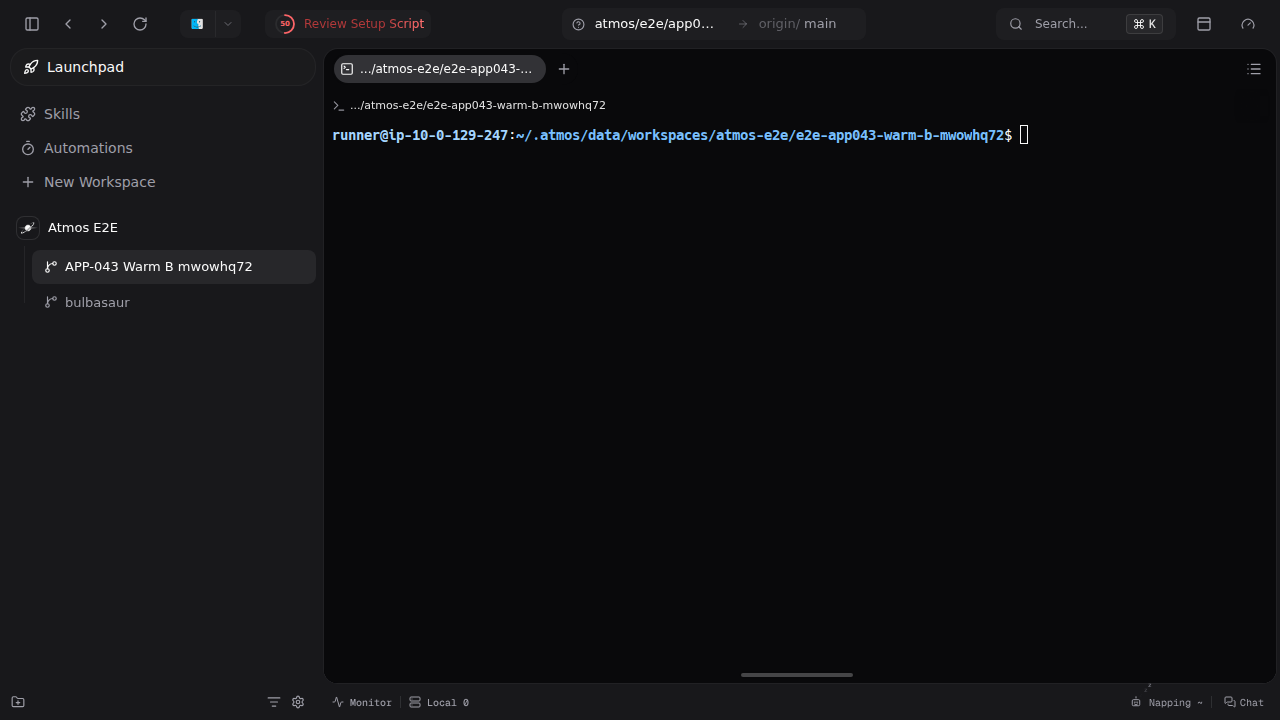 50 Review Setup Script
atmos/e2e/app0... → origin/ main
Search... ⌘ K
Launchpad
Skills
Automations
New Workspace
Atmos E2E
APP-043 Warm B mwowhq72
bulbasaur
.../atmos-e2e/e2e-app043-...
.../atmos-e2e/e2e-app043-warm-b-mwowhq72
runner@ip-10-0-129-247:~/.atmos/data/workspaces/atmos-e2e/e2e-app043-warm-b-mwowhq72$
Monitor
Local 0
Napping ~
Chat